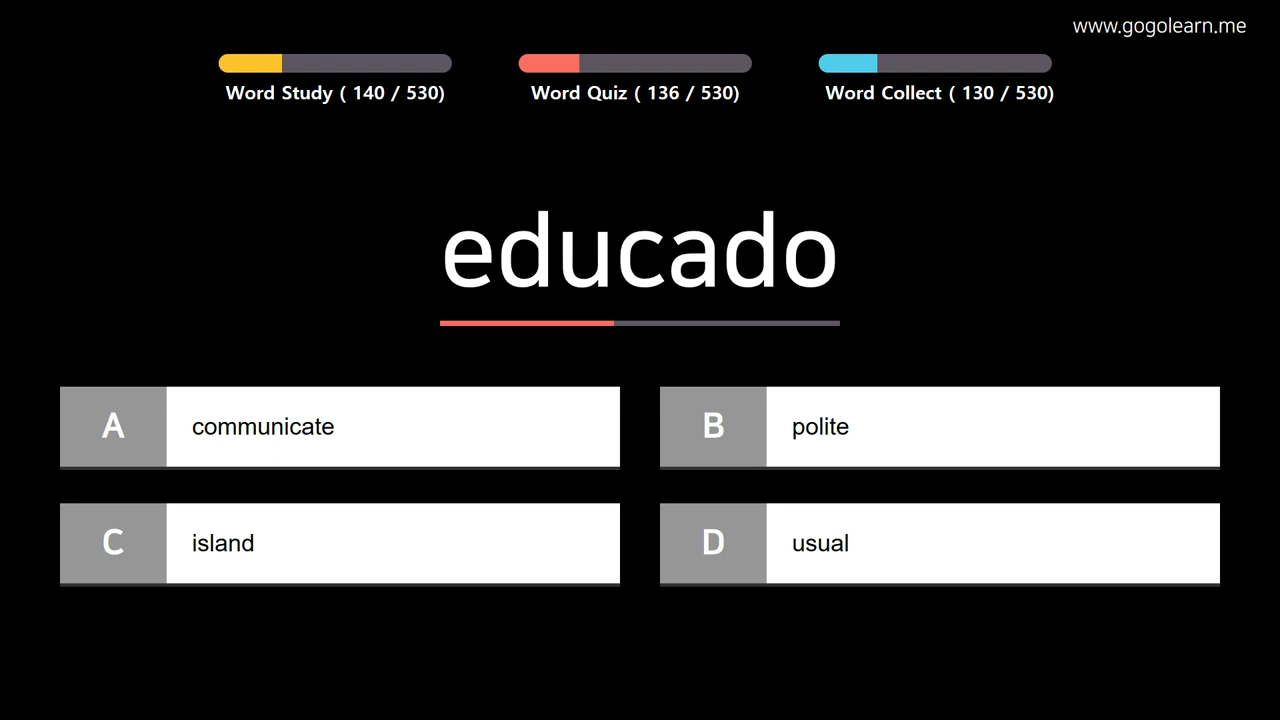 www.gogolearn.me
Word Study ( 140 / 530)
Word Quiz ( 136 / 530)
Word Collect ( 130 / 530)
educado
A communicate
B polite
C island
D usual